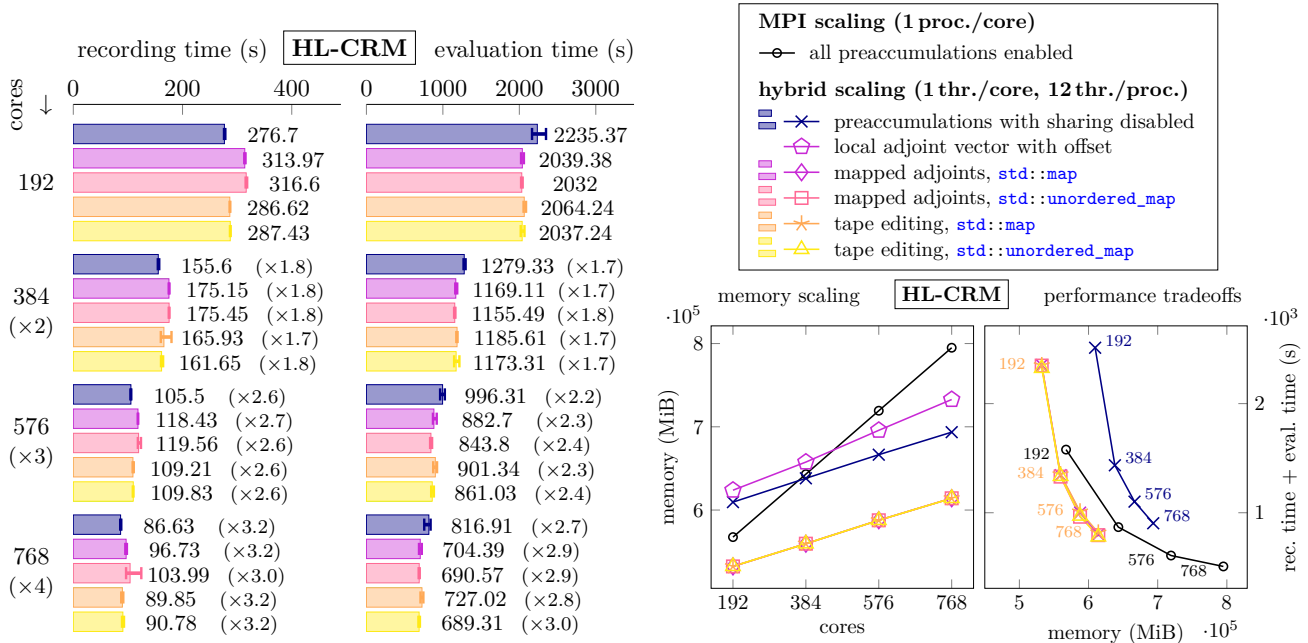 recording time (s) HL-CRM evaluation time (s)
0 200 400 0 1000 2000 3000
cores ↓
192
276.7 2235.37
313.97 2039.38
316.6 2032
286.62 2064.24
287.43 2037.24
384
(×2)
155.6 (×1.8) 1279.33 (×1.7)
175.15 (×1.8) 1169.11 (×1.7)
175.45 (×1.8) 1155.49 (×1.7)
165.93 (×1.7) 1185.61 (×1.7)
161.65 (×1.8) 1173.31 (×1.7)
576
(×3)
105.5 (×2.6) 996.31 (×2.2)
118.43 (×2.7) 882.7 (×2.3)
119.56 (×2.6) 843.8 (×2.4)
109.21 (×2.6) 901.34 (×2.3)
109.83 (×2.6) 861.03 (×2.4)
768
(×4)
86.63 (×3.2) 816.91 (×2.7)
96.73 (×3.2) 704.39 (×2.9)
103.99 (×3.0) 690.57 (×2.9)
89.85 (×3.2) 727.02 (×2.8)
90.78 (×3.2) 689.31 (×3.0)
MPI scaling (1 proc./core)
all preaccumulations enabled
hybrid scaling (1 thr./core, 12 thr./proc.)
preaccumulations with sharing disabled
local adjoint vector with offset
mapped adjoints, std::map
mapped adjoints, std::unordered_map
tape editing, std::map
tape editing, std::unordered_map
memory scaling HL-CRM performance tradeoffs
·10⁵
8
7
6
memory (MiB)
192 384 576 768
cores
192
192
192
384
384
576
576
768
768
576
768
·10³
2
1
rec. time + eval. time (s)
5 6 7 8
memory (MiB) ·10⁵